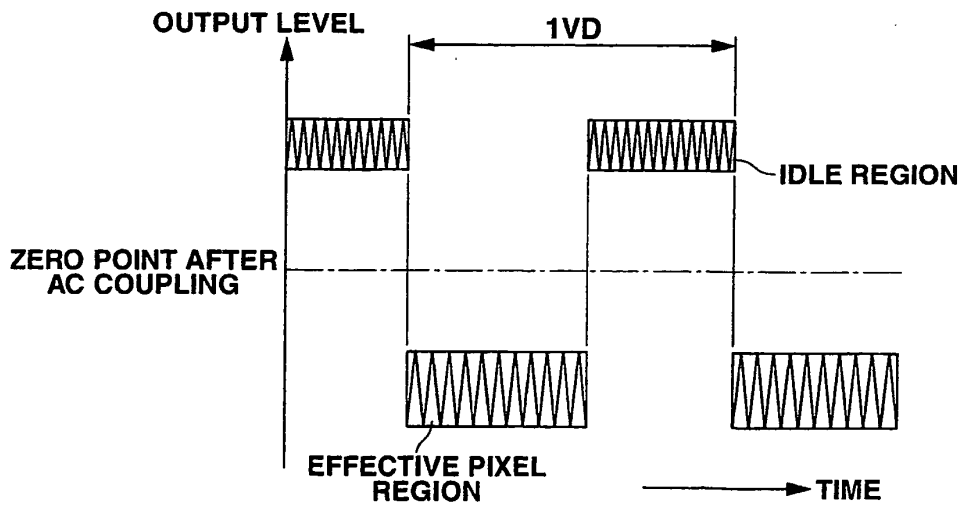 OUTPUT LEVEL
1VD
IDLE REGION
ZERO POINT AFTER
AC COUPLING
EFFECTIVE PIXEL
REGION
TIME